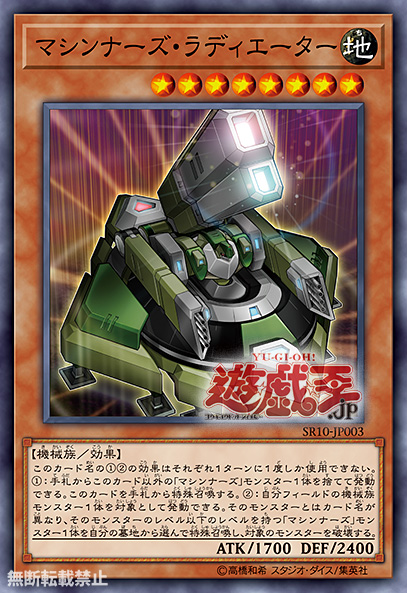 マシンナーズ・ラディエーター
地
YU-GI-OH!
遊戯王
.JP
SR10-JP003
【機械族／効果】
このカード名の①②の効果はそれぞれ1ターンに1度しか使用できない。
①：手札からこのカード以外の「マシンナーズ」モンスター1体を捨てて発動
できる。このカードを手札から特殊召喚する。②：自分フィールドの機械族
モンスター1体を対象として発動できる。そのモンスターとはカード名が
異なり、そのモンスターのレベル以下のレベルを持つ「マシンナーズ」モン
スター1体を自分の墓地から選んで特殊召喚し、対象のモンスターを破壊する。
ATK/1700 DEF/2400
無断転載禁止
©高橋和希 スタジオ・ダイス/集英社